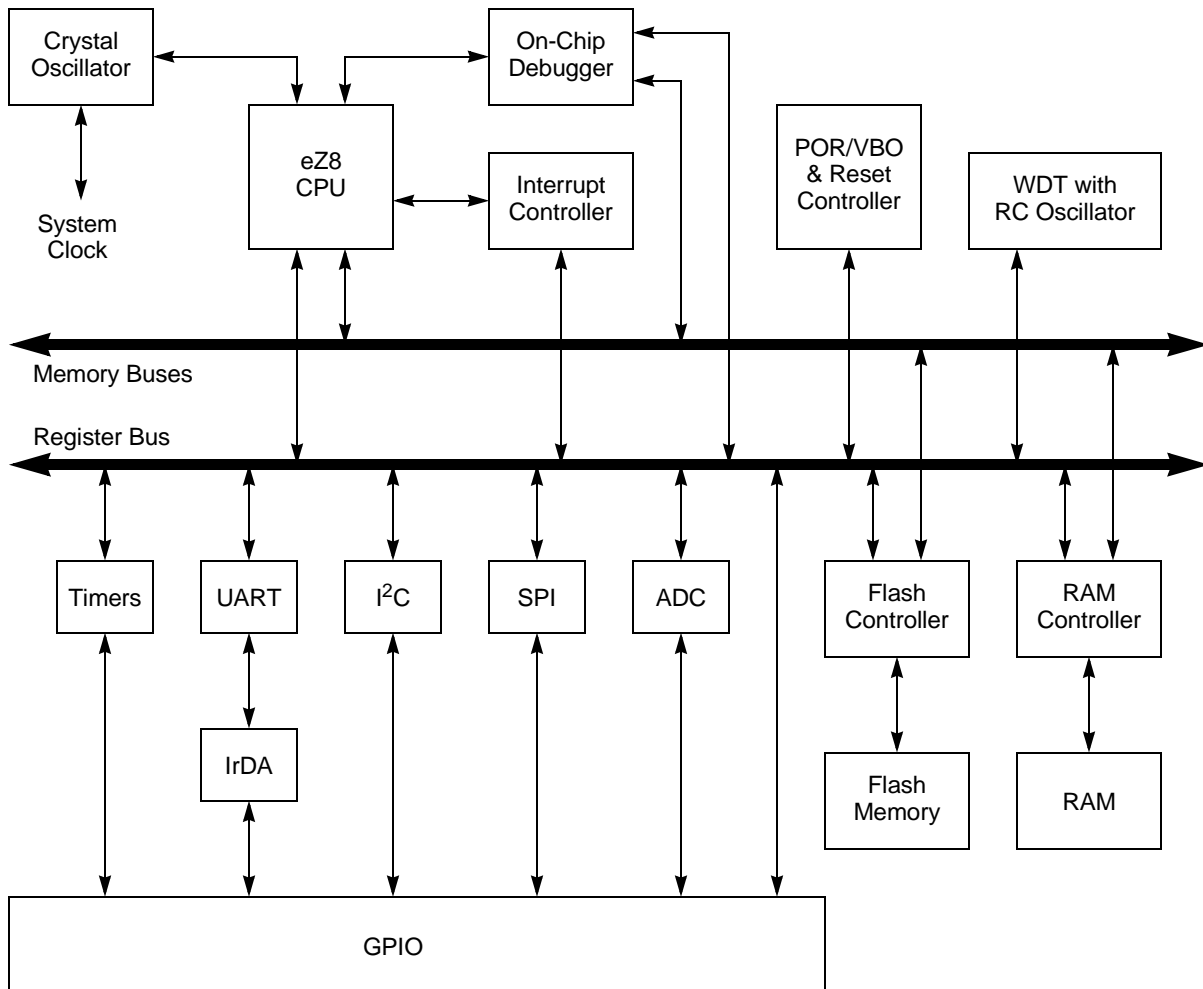 Crystal
Oscillator
On-Chip
Debugger
eZ8
CPU
Interrupt
Controller
POR/VBO
& Reset
Controller
WDT with
RC Oscillator
System
Clock
Memory Buses
Register Bus
Timers
UART
I²C
SPI
ADC
Flash
Controller
RAM
Controller
IrDA
Flash
Memory
RAM
GPIO